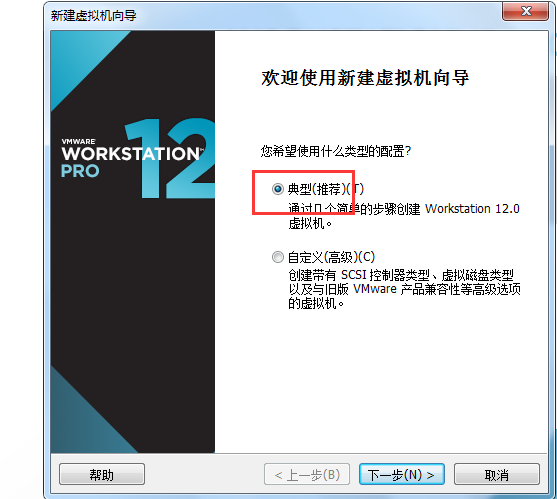 新建虚拟机向导
VMWARE
WORKSTATION™
PRO
12
欢迎使用新建虚拟机向导
您希望使用什么类型的配置?
典型(推荐)(T)
通过几个简单的步骤创建 Workstation 12.0
虚拟机。
自定义(高级)(C)
创建带有 SCSI 控制器类型、虚拟磁盘类型
以及与旧版 VMware 产品兼容性等高级选项
的虚拟机。
帮助
< 上一步(B)
下一步(N) >
取消